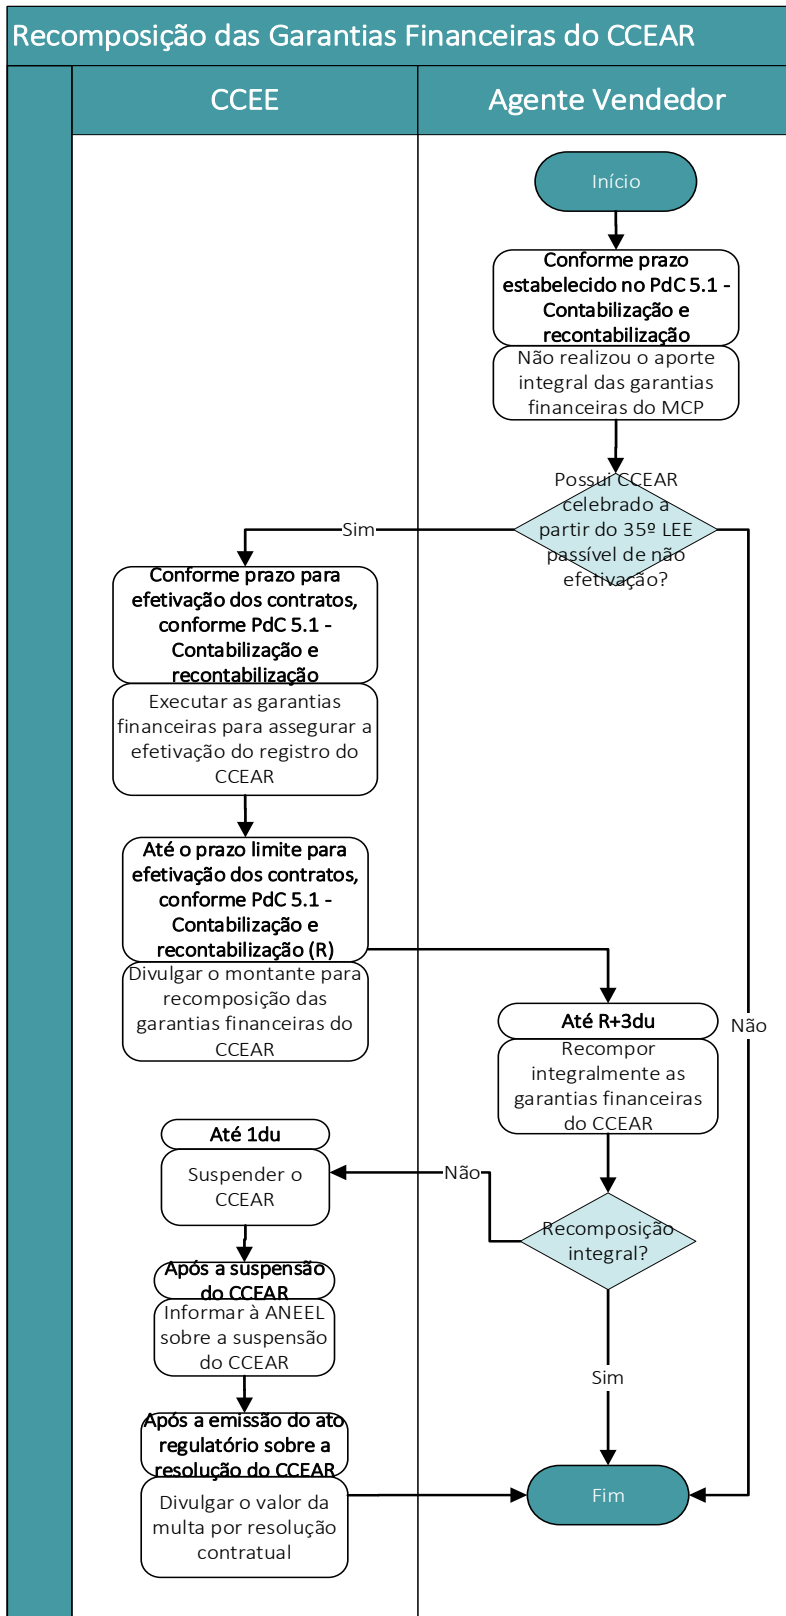 Recomposição das Garantias Financeiras do CCEAR
CCEE
Agente Vendedor
Início
Conforme prazo
estabelecido no PdC 5.1 -
Contabilização e
recontabilização
Não realizou o aporte
integral das garantias
financeiras do MCP
Possui CCEAR
celebrado a
partir do 35º LEE
passível de não
efetivação?
Sim
Não
Conforme prazo para
efetivação dos contratos,
conforme PdC 5.1 -
Contabilização e
recontabilização
Executar as garantias
financeiras para assegurar a
efetivação do registro do
CCEAR
Até o prazo limite para
efetivação dos contratos,
conforme PdC 5.1 -
Contabilização e
recontabilização (R)
Divulgar o montante para
recomposição das
garantias financeiras do
CCEAR
Até R+3du
Recompor
integralmente as
garantias financeiras
do CCEAR
Recomposição
integral?
Não
Sim
Até 1du
Suspender o
CCEAR
Após a suspensão
do CCEAR
Informar à ANEEL
sobre a suspensão
do CCEAR
Após a emissão do ato
regulatório sobre a
resolução do CCEAR
Divulgar o valor da
multa por resolução
contratual
Fim